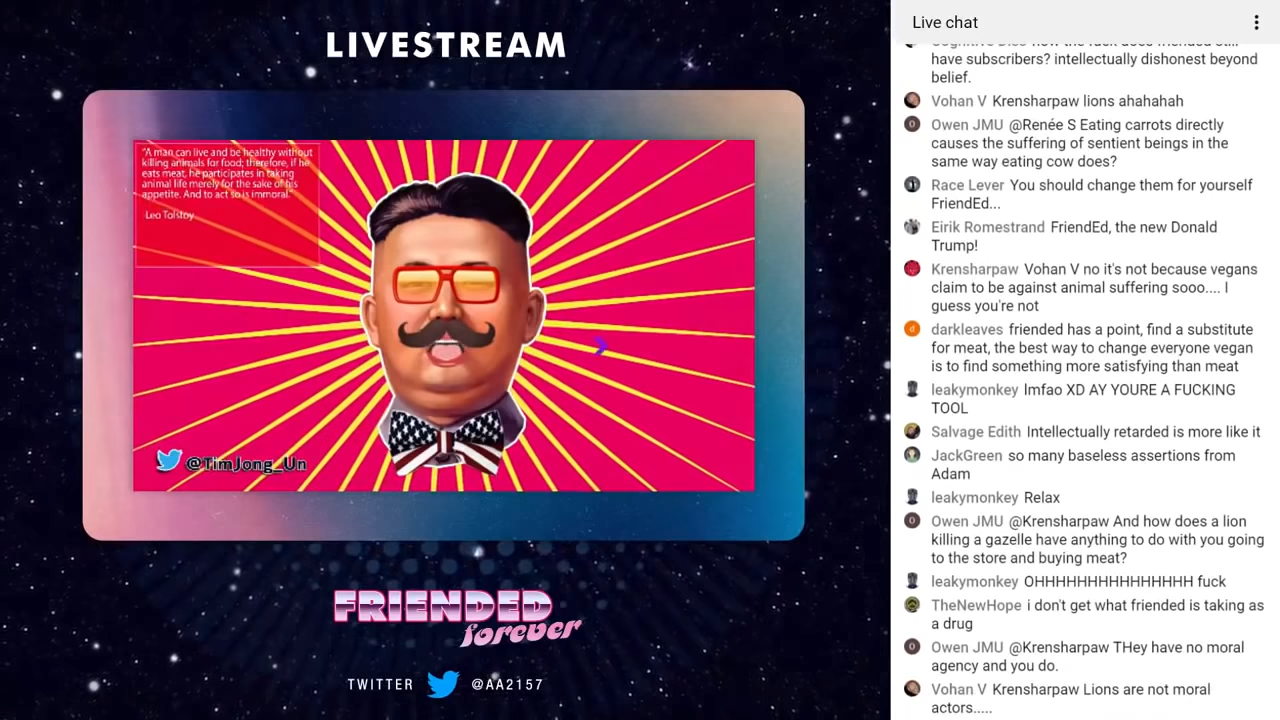 LIVESTREAM
"A man can live and be healthy without
killing animals for food; therefore, if he
eats meat, he participates in taking
animal life merely for the sake of his
appetite. And to act so is immoral."
-Leo Tolstoy
@TimJong_Un
FRIENDED
forever
TWITTER @AA2157
Live chat
have subscribers? intellectually dishonest beyond
belief.
Vohan V Krensharpaw lions ahahahah
Owen JMU @Renée S Eating carrots directly
causes the suffering of sentient beings in the
same way eating cow does?
Race Lever You should change them for yourself
FriendEd...
Eirik Romestrand FriendEd, the new Donald
Trump!
Krensharpaw Vohan V no it's not because vegans
claim to be against animal suffering sooo.... I
guess you're not
d darkleaves friended has a point, find a substitute
for meat, the best way to change everyone vegan
is to find something more satisfying than meat
leakymonkey lmfao XD AY YOURE A FUCKING
TOOL
Salvage Edith Intellectually retarded is more like it
JackGreen so many baseless assertions from
Adam
leakymonkey Relax
Owen JMU @Krensharpaw And how does a lion
killing a gazelle have anything to do with you going
to the store and buying meat?
leakymonkey OHHHHHHHHHHHHHHH fuck
TheNewHope i don't get what friended is taking as
a drug
Owen JMU @Krensharpaw THey have no moral
agency and you do.
Vohan V Krensharpaw Lions are not moral
actors.....